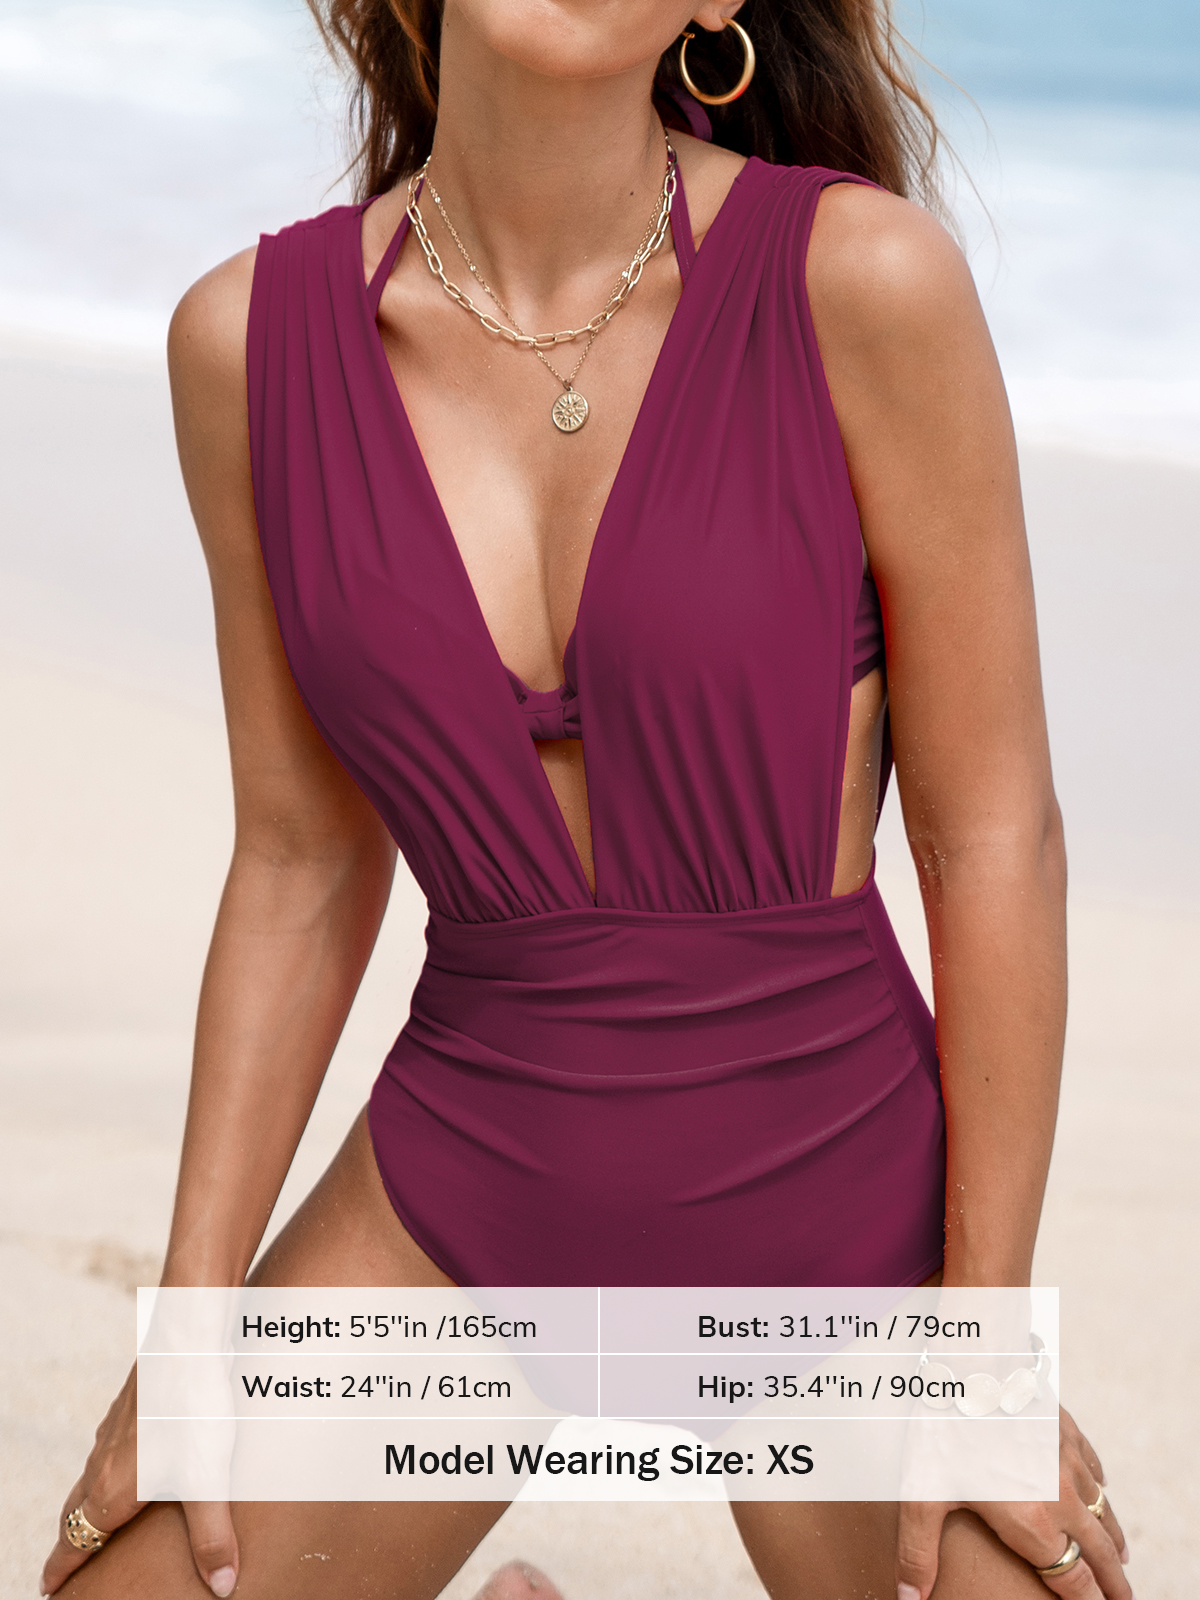 Height: 5'5''in /165cm
Bust: 31.1''in / 79cm
Waist: 24''in / 61cm
Hip: 35.4''in / 90cm
Model Wearing Size: XS